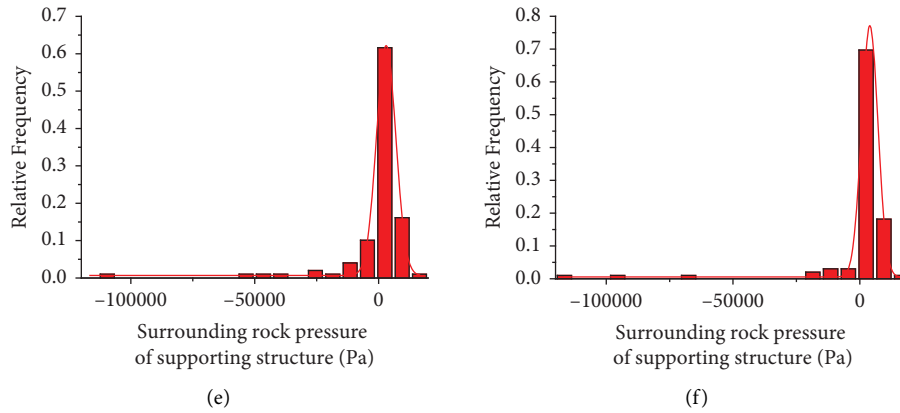 0.7
0.6
0.5
0.4
0.3
0.2
0.1
0.0
Relative Frequency
−100000
−50000
0
Surrounding rock pressure
of supporting structure (Pa)
(e)
0.8
0.7
0.6
0.5
0.4
0.3
0.2
0.1
0.0
Relative Frequency
−100000
−50000
0
Surrounding rock pressure
of supporting structure (Pa)
(f)